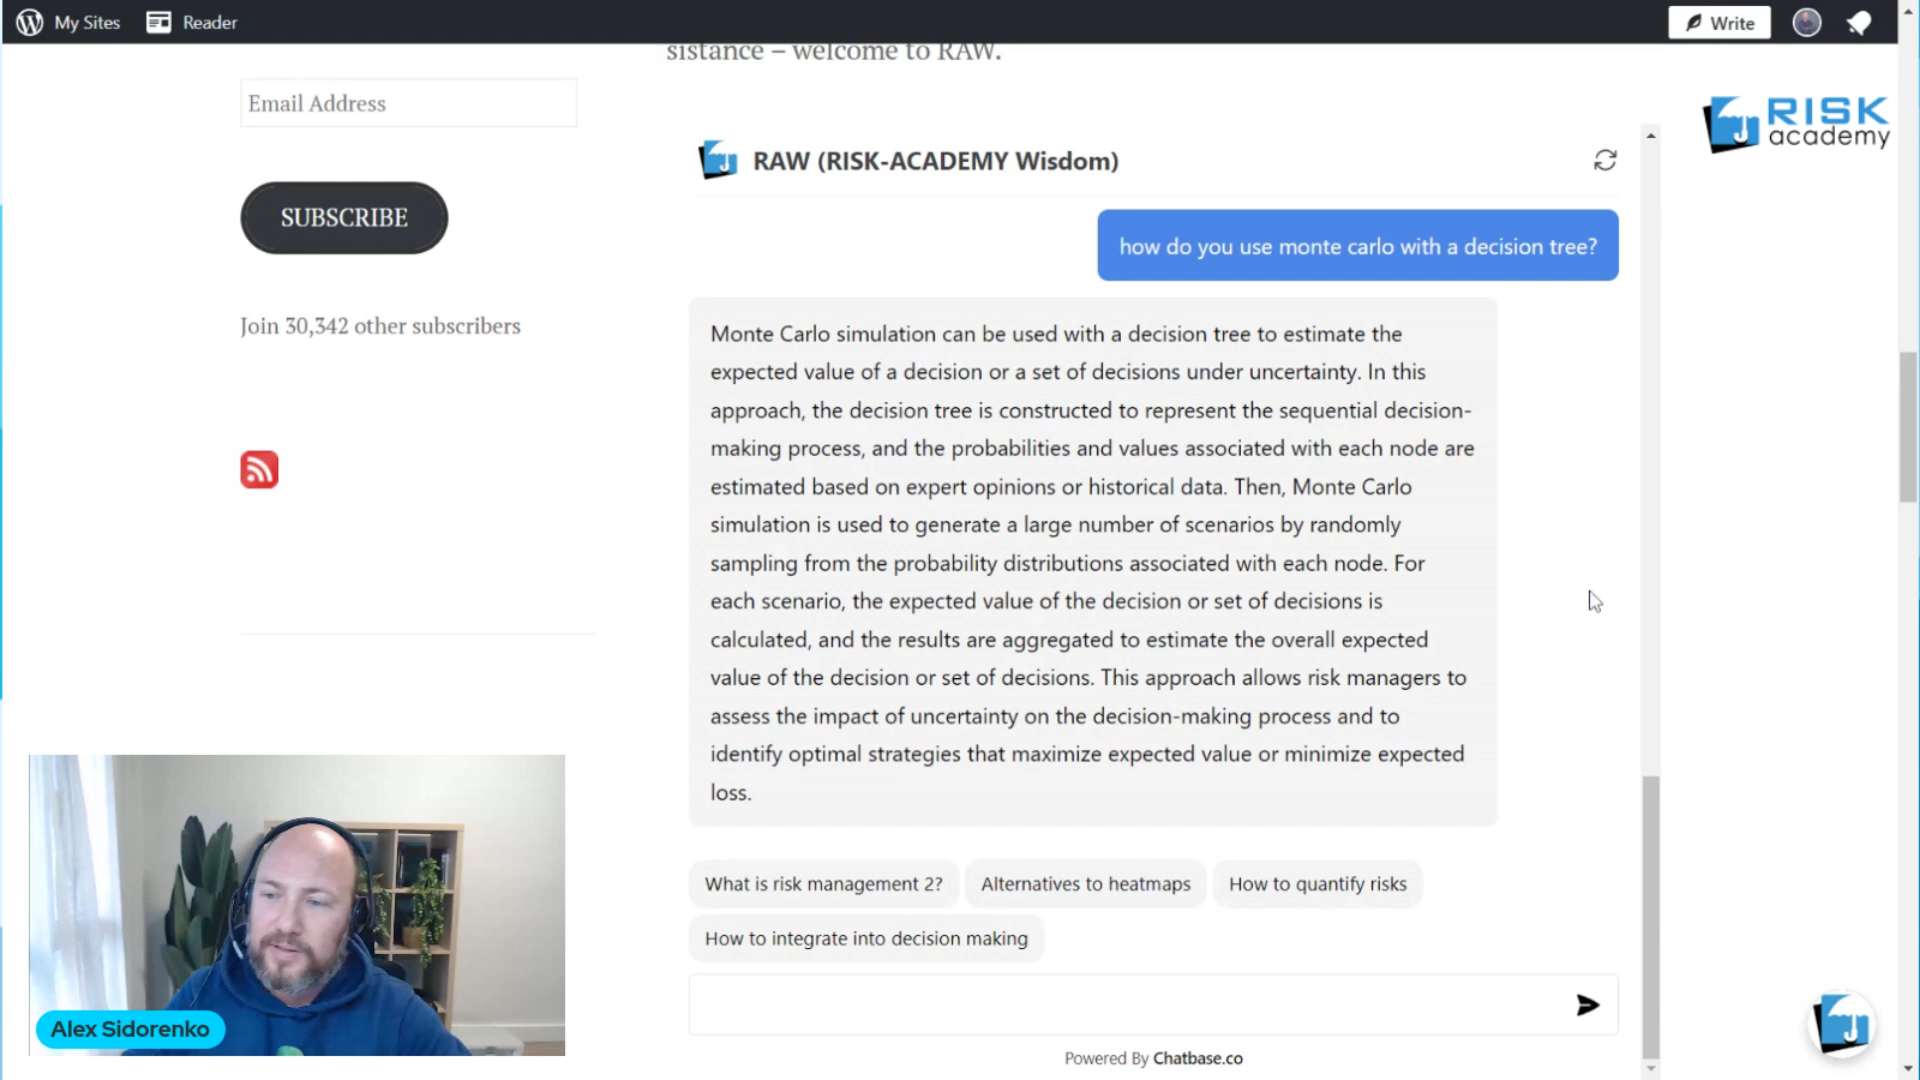 My Sites
Reader
Write
sistance – welcome to RAW.
Email Address
RISK
academy
RAW (RISK-ACADEMY Wisdom)
SUBSCRIBE
how do you use monte carlo with a decision tree?
Join 30,342 other subscribers
Monte Carlo simulation can be used with a decision tree to estimate the
expected value of a decision or a set of decisions under uncertainty. In this
approach, the decision tree is constructed to represent the sequential decision-
making process, and the probabilities and values associated with each node are
estimated based on expert opinions or historical data. Then, Monte Carlo
simulation is used to generate a large number of scenarios by randomly
sampling from the probability distributions associated with each node. For
each scenario, the expected value of the decision or set of decisions is
calculated, and the results are aggregated to estimate the overall expected
value of the decision or set of decisions. This approach allows risk managers to
assess the impact of uncertainty on the decision-making process and to
identify optimal strategies that maximize expected value or minimize expected
loss.
What is risk management 2?
Alternatives to heatmaps
How to quantify risks
How to integrate into decision making
Alex Sidorenko
Powered By Chatbase.co